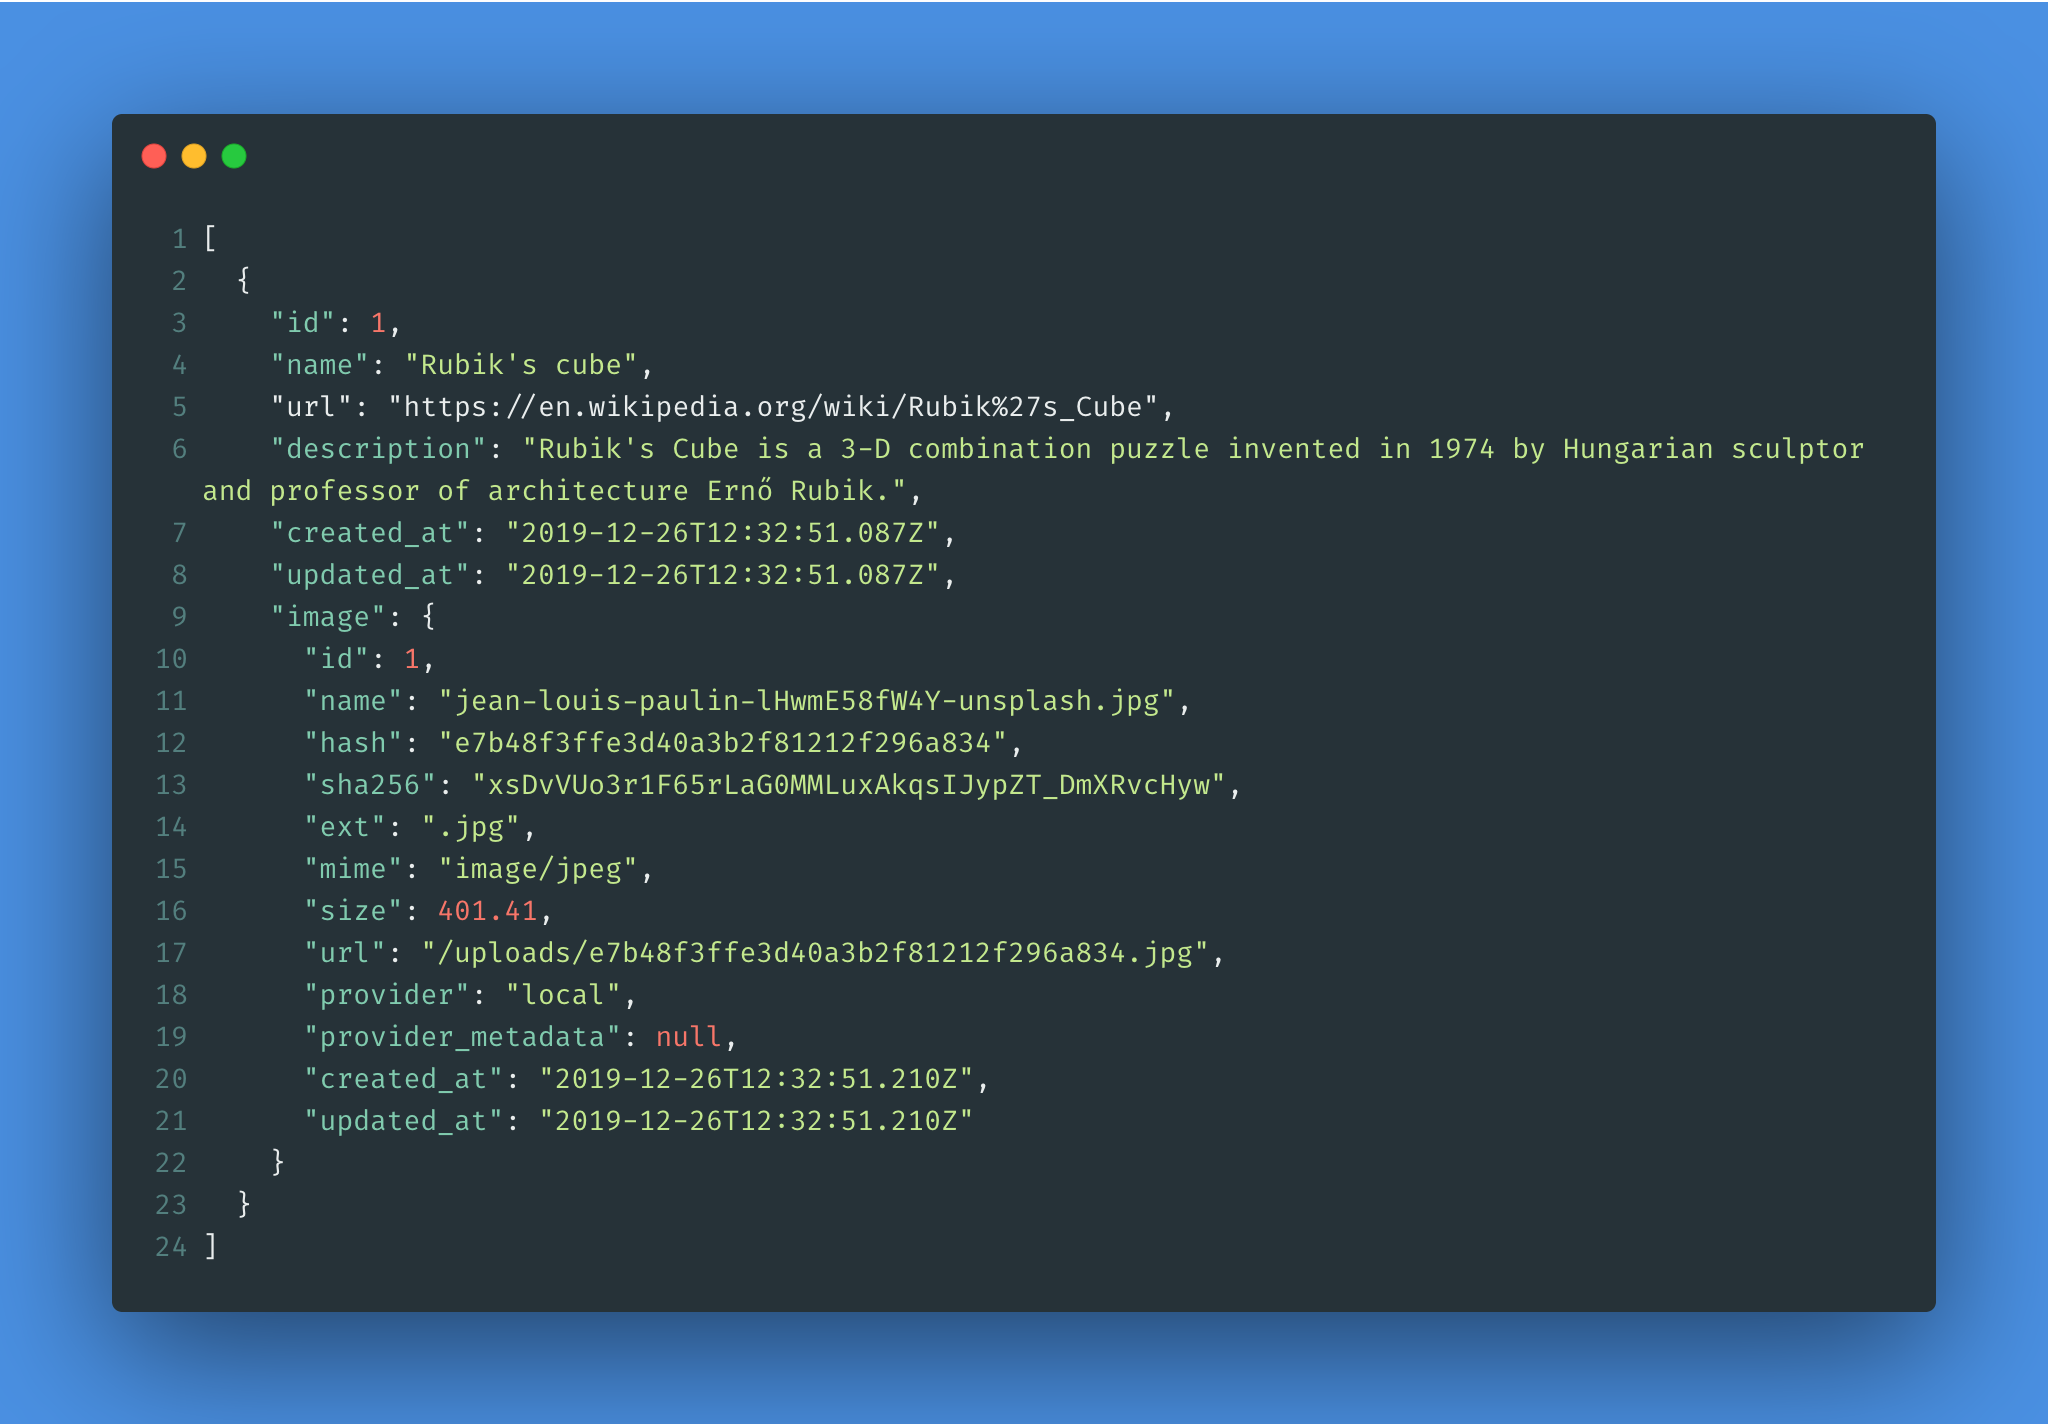 1 [
2   {
3     "id": 1,
4     "name": "Rubik's cube",
5     "url": "https://en.wikipedia.org/wiki/Rubik%27s_Cube",
6     "description": "Rubik's Cube is a 3-D combination puzzle invented in 1974 by Hungarian sculptor
and professor of architecture Ernő Rubik.",
7     "created_at": "2019-12-26T12:32:51.087Z",
8     "updated_at": "2019-12-26T12:32:51.087Z",
9     "image": {
10       "id": 1,
11       "name": "jean-louis-paulin-lHwmE58fW4Y-unsplash.jpg",
12       "hash": "e7b48f3ffe3d40a3b2f81212f296a834",
13       "sha256": "xsDvVUo3r1F65rLaG0MMLuxAkqsIJypZT_DmXRvcHyw",
14       "ext": ".jpg",
15       "mime": "image/jpeg",
16       "size": 401.41,
17       "url": "/uploads/e7b48f3ffe3d40a3b2f81212f296a834.jpg",
18       "provider": "local",
19       "provider_metadata": null,
20       "created_at": "2019-12-26T12:32:51.210Z",
21       "updated_at": "2019-12-26T12:32:51.210Z"
22     }
23   }
24 ]